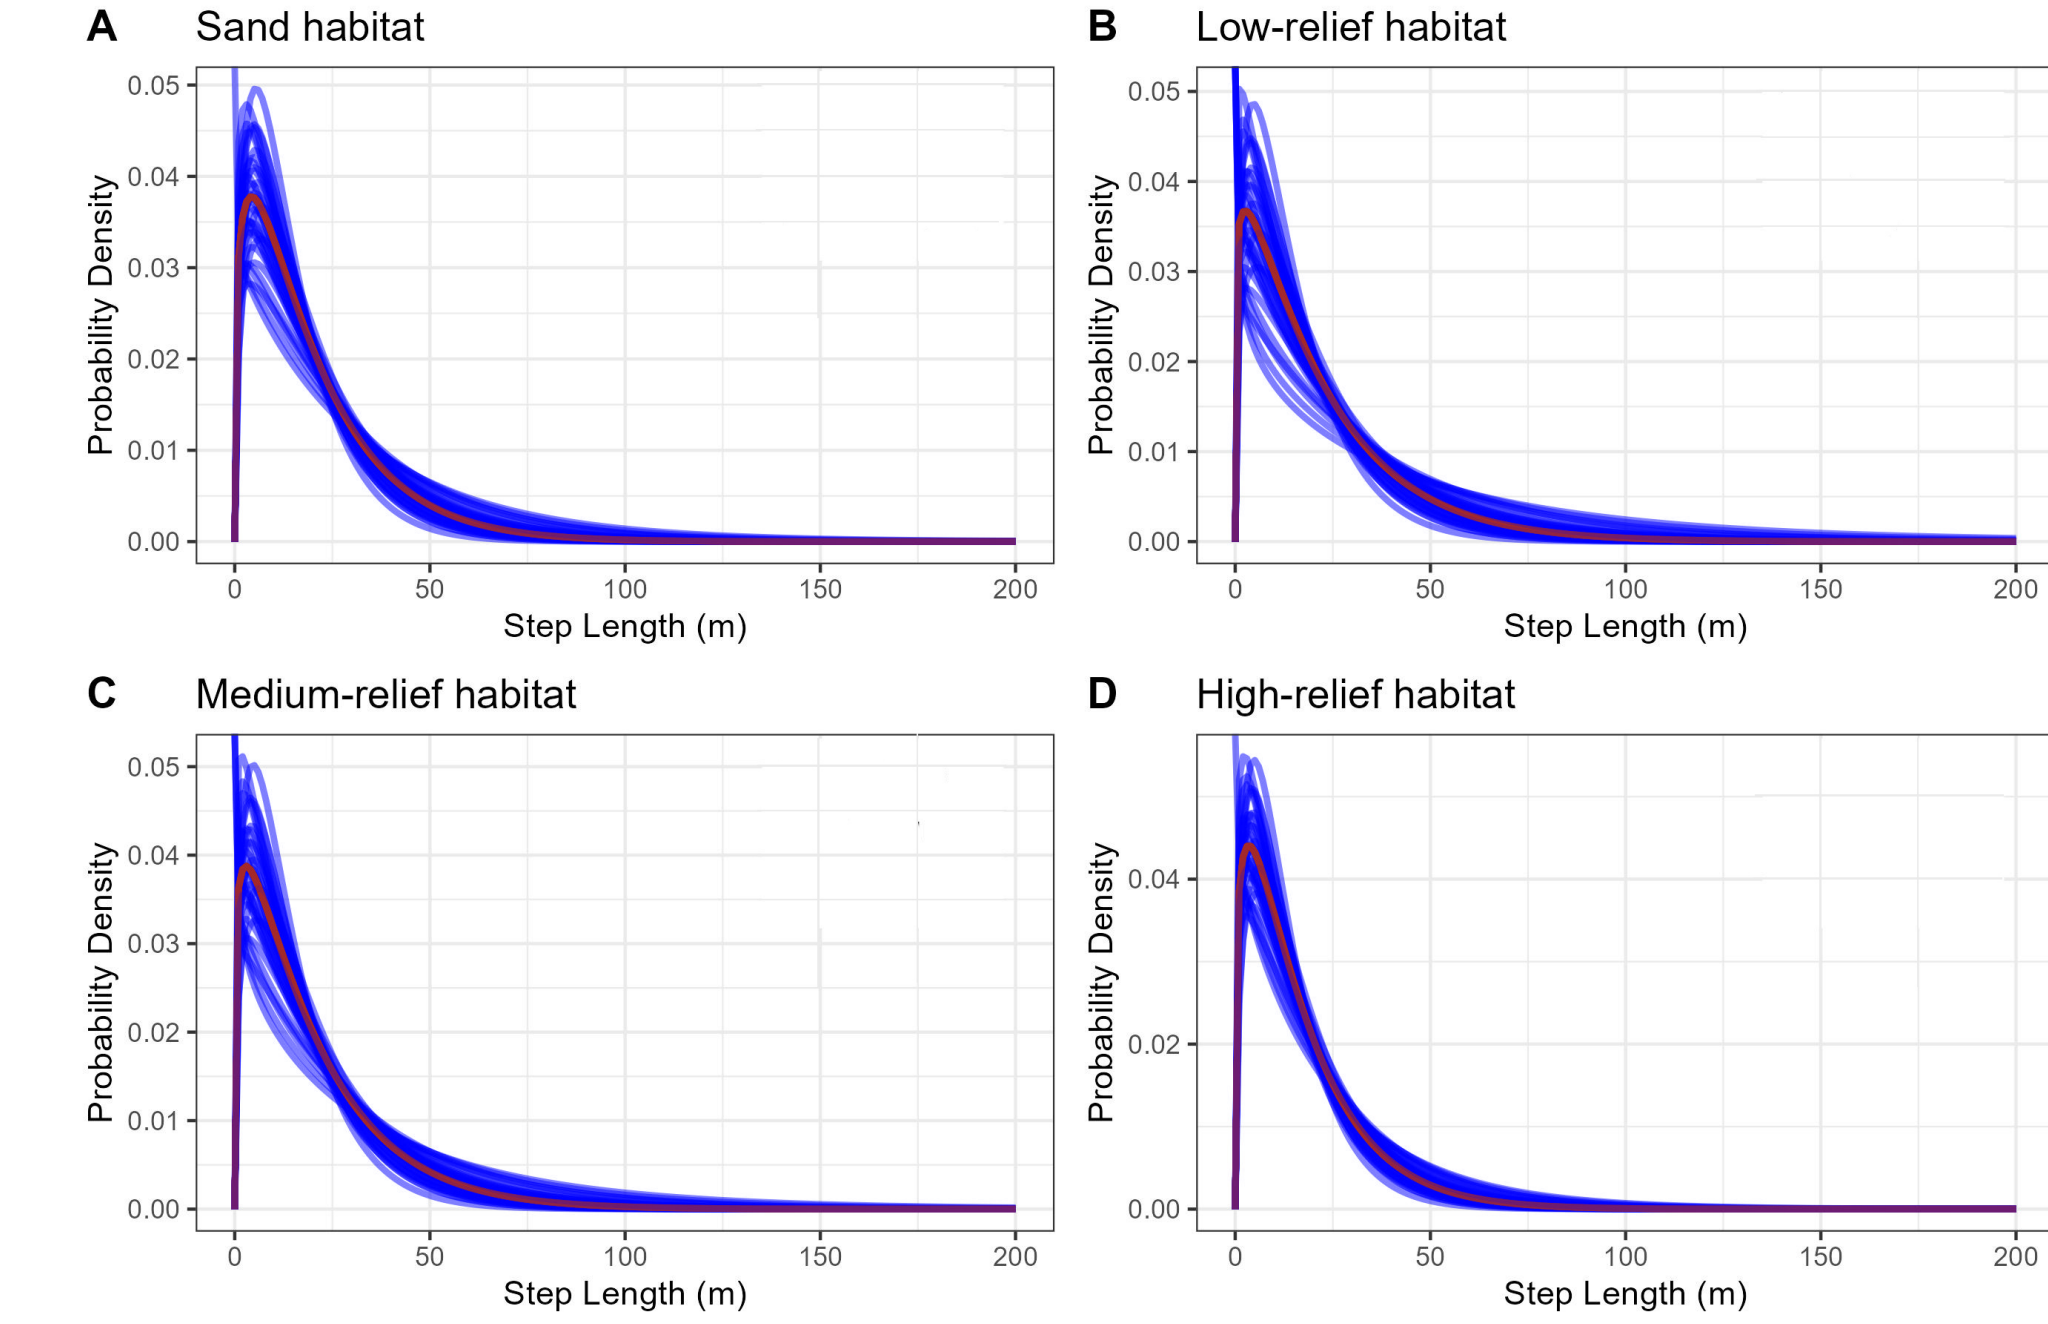 A Sand habitat
0.05
0.04
0.03
0.02
0.01
0.00
Probability Density
0 50 100 150 200
Step Length (m)
B Low-relief habitat
0.05
0.04
0.03
0.02
0.01
0.00
Probability Density
0 50 100 150 200
Step Length (m)
C Medium-relief habitat
0.05
0.04
0.03
0.02
0.01
0.00
Probability Density
0 50 100 150 200
Step Length (m)
D High-relief habitat
0.04
0.02
0.00
Probability Density
0 50 100 150 200
Step Length (m)